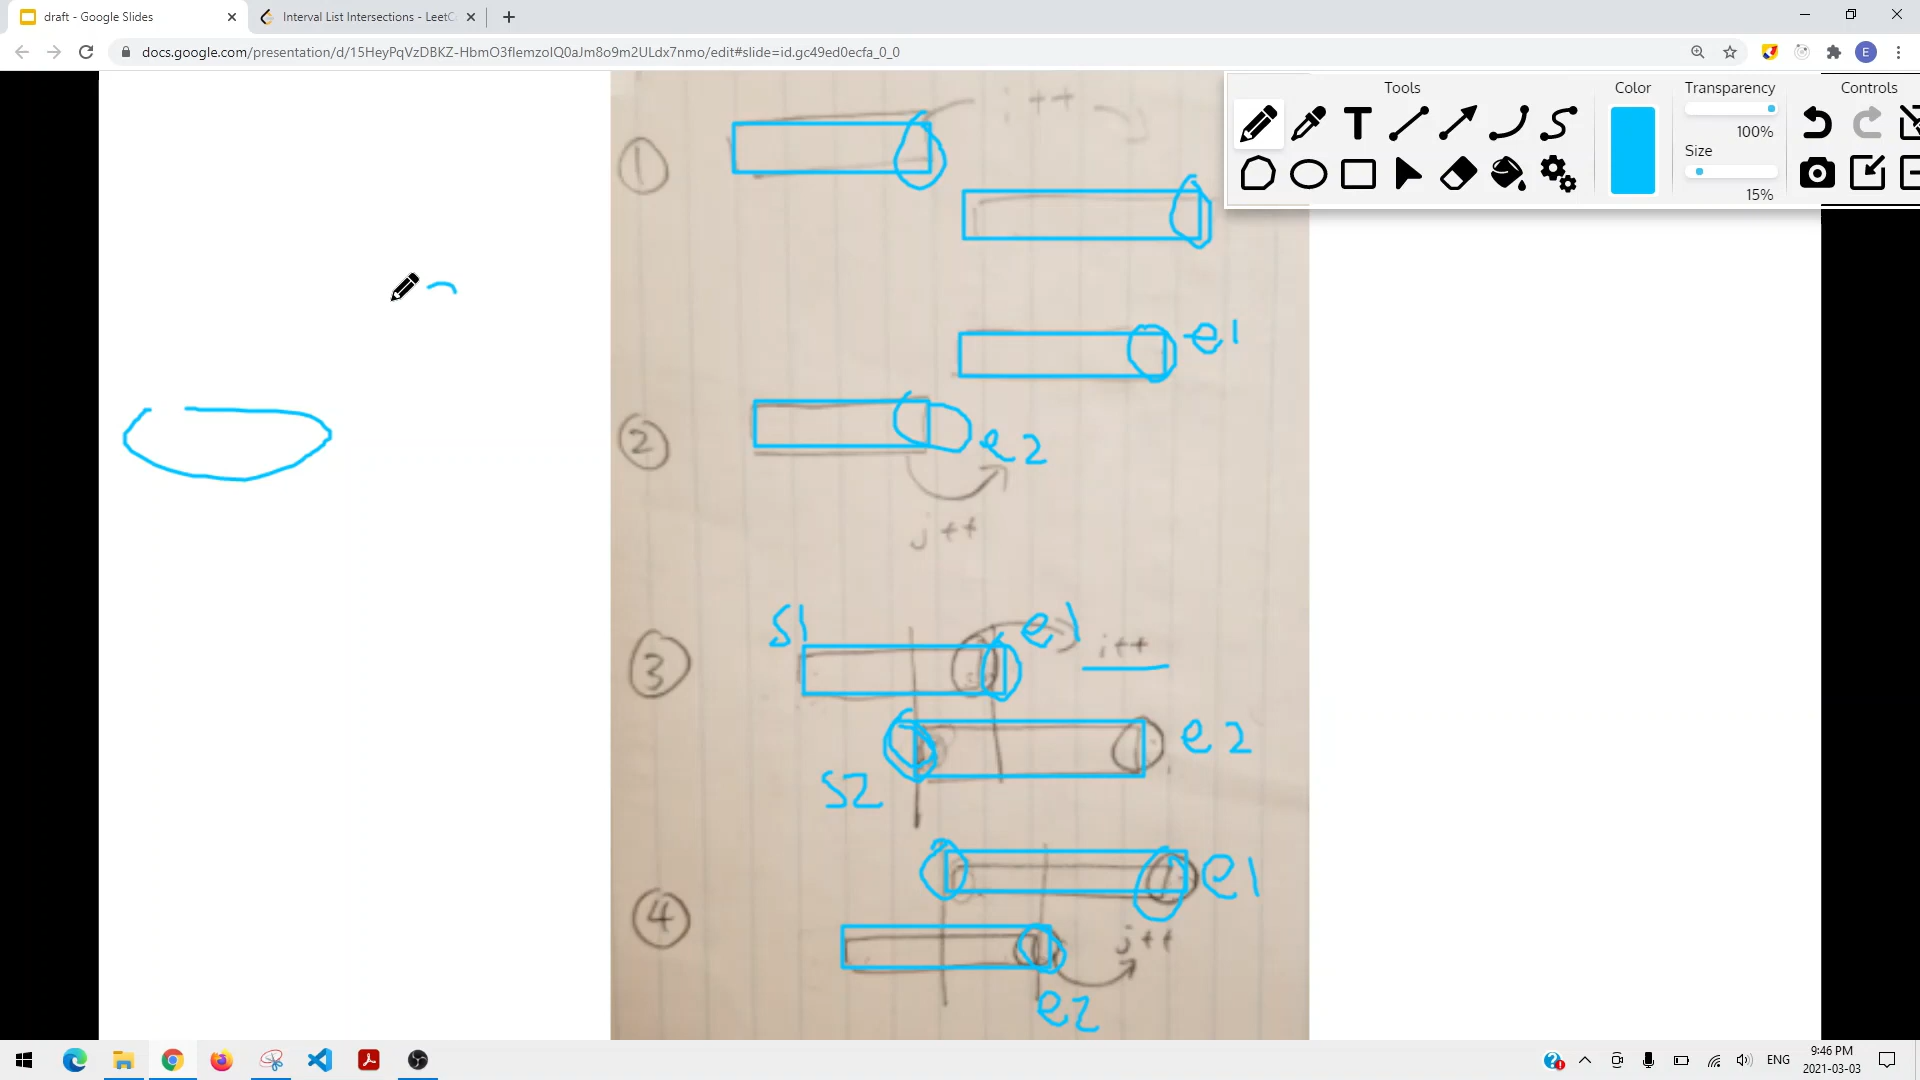 draft - Google Slides
Interval List Intersections - LeetC
docs.google.com/presentation/d/15HeyPqVzDBKZ-HbmO3flemzolQ0aJm8o9m2ULdx7nmo/edit#slide=id.gc49ed0ecfa_0_0
E
Tools
Color
Transparency
Controls
100%
Size
15%
i++
1
e1
2
e2
j++
S1
e1
i++
3
e2
S2
e1
4
j++
e2
ENG
9:46 PM
2021-03-03